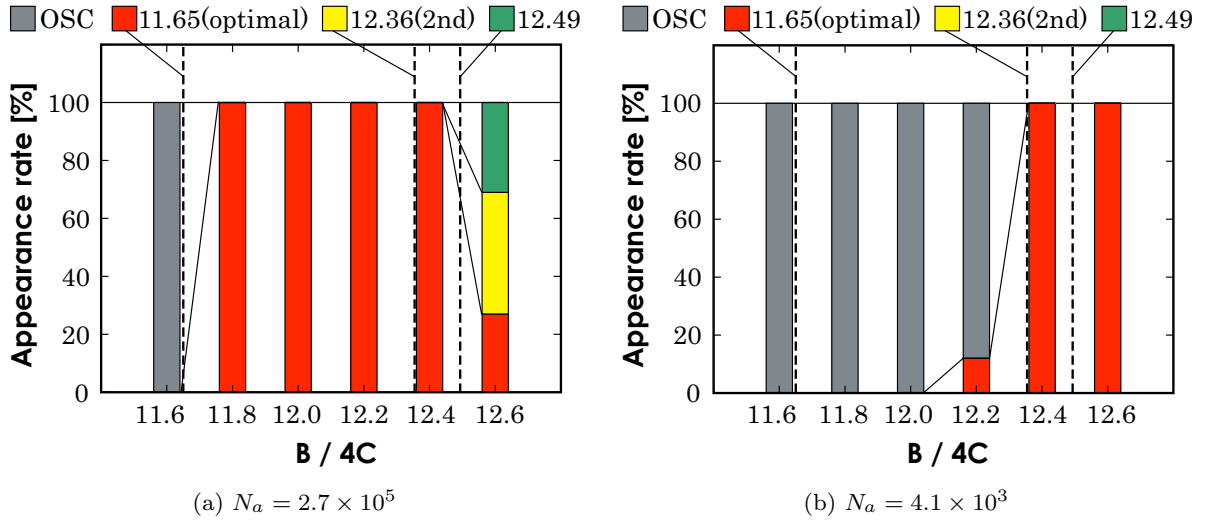 OSC 11.65(optimal) 12.36(2nd) 12.49
Appearance rate [%]
100
80
60
40
20
0
11.6 11.8 12.0 12.2 12.4 12.6
B / 4C
(a) N_a = 2.7 × 10^5
OSC 11.65(optimal) 12.36(2nd) 12.49
Appearance rate [%]
100
80
60
40
20
0
11.6 11.8 12.0 12.2 12.4 12.6
B / 4C
(b) N_a = 4.1 × 10^3